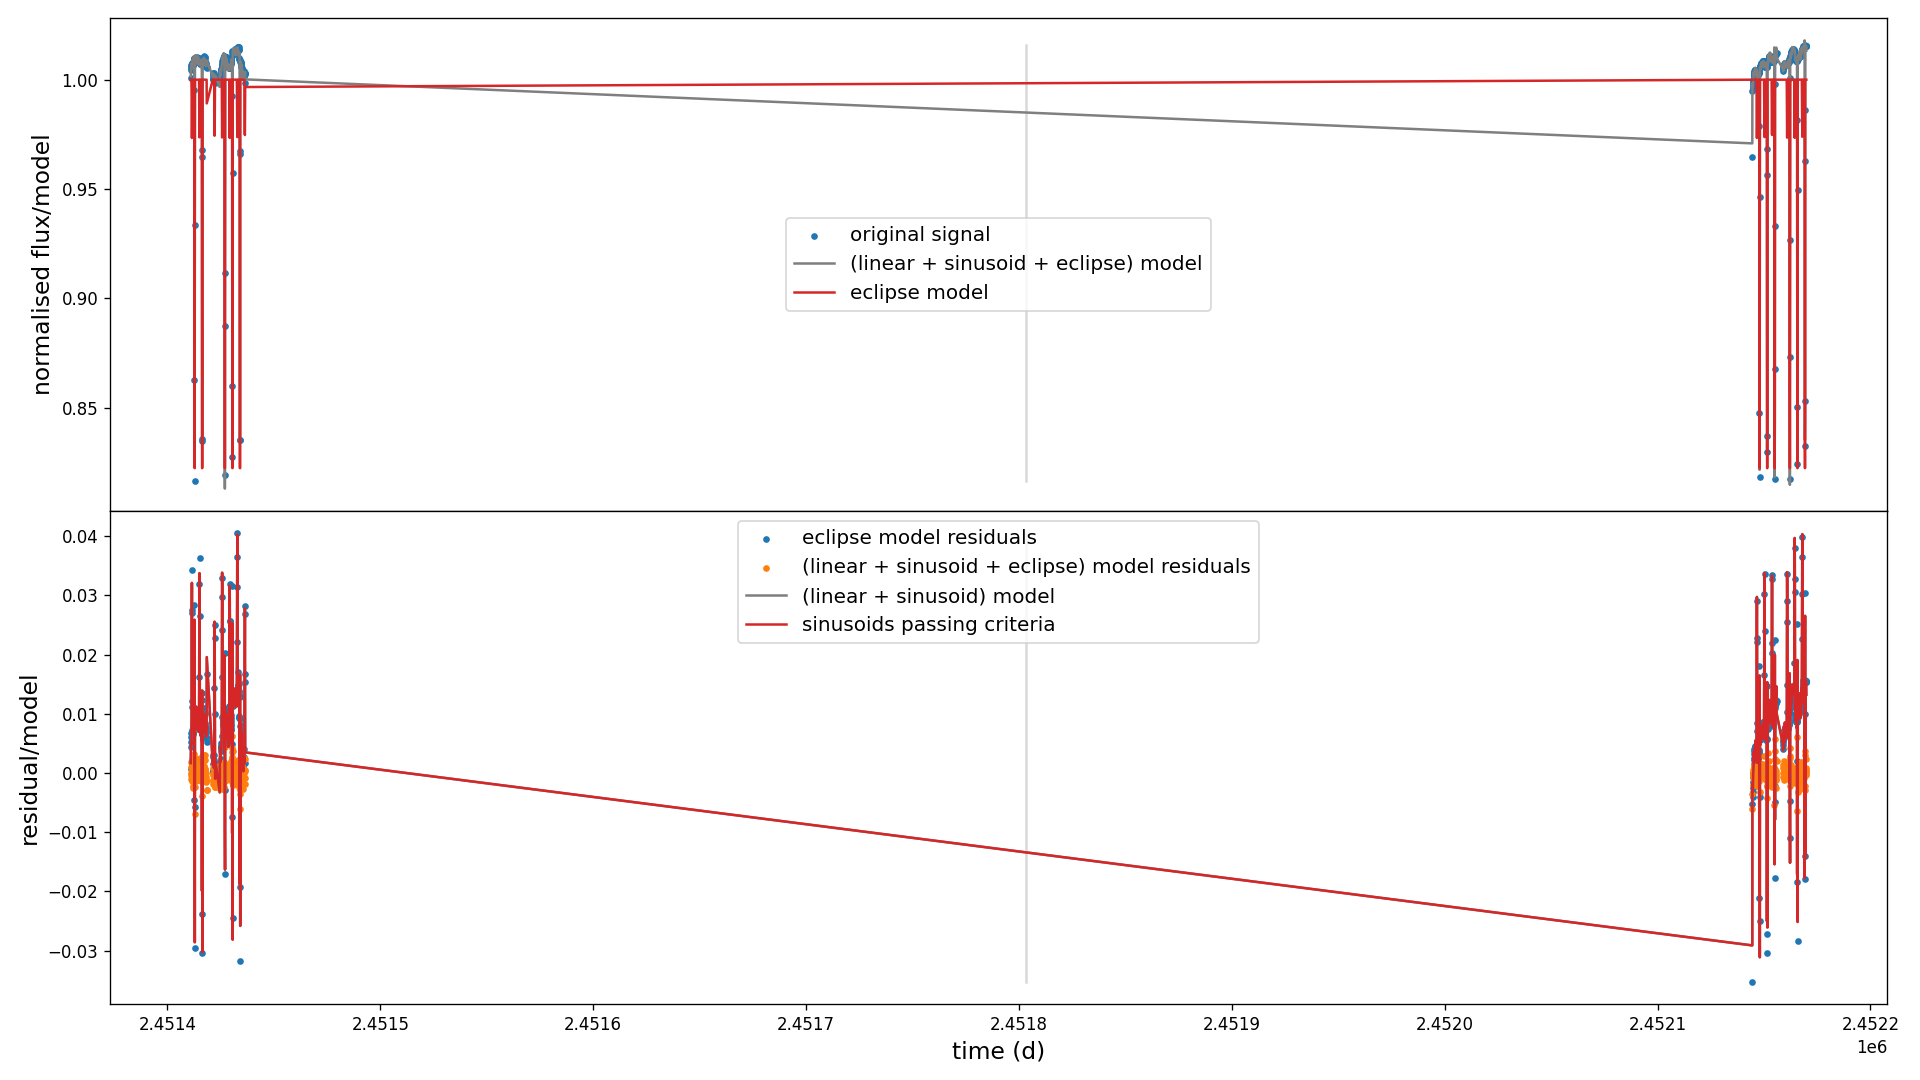 1.00
0.95
0.90
0.85
normalised flux/model
original signal
(linear + sinusoid + eclipse) model
eclipse model
0.04
0.03
0.02
0.01
0.00
−0.01
−0.02
−0.03
residual/model
eclipse model residuals
(linear + sinusoid + eclipse) model residuals
(linear + sinusoid) model
sinusoids passing criteria
2.4514 2.4515 2.4516 2.4517 2.4518 2.4519 2.4520 2.4521 2.4522
1e6
time (d)